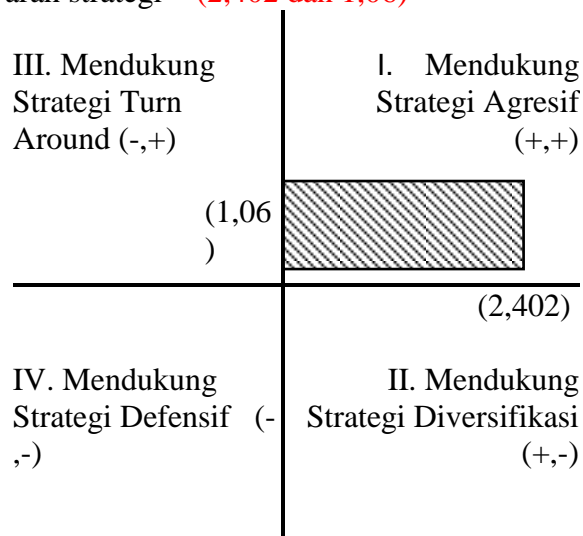 strategi (2,402 dan 1,06)
III. Mendukung
Strategi Turn
Around (-,+)
I. Mendukung
Strategi Agresif
(+,+)
(1,06
)
(2,402)
IV. Mendukung
Strategi Defensif (-
,-)
II. Mendukung
Strategi Diversifikasi
(+,-)